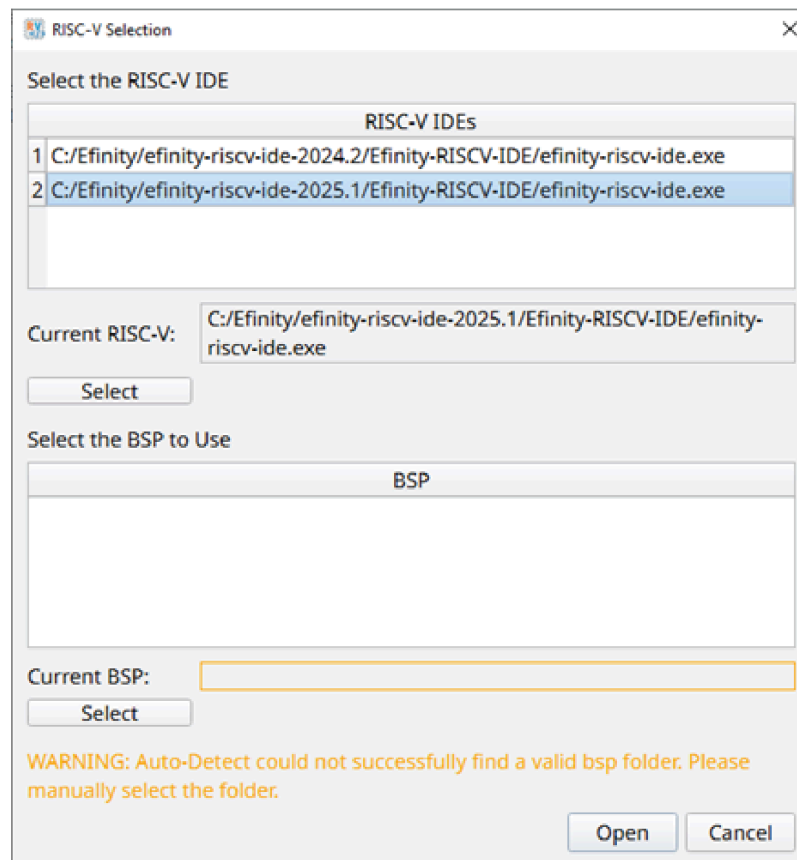 RISC-V Selection
Select the RISC-V IDE
RISC-V IDEs
1 C:/Efinity/efinity-riscv-ide-2024.2/Efinity-RISCV-IDE/efinity-riscv-ide.exe
2 C:/Efinity/efinity-riscv-ide-2025.1/Efinity-RISCV-IDE/efinity-riscv-ide.exe
Current RISC-V:
C:/Efinity/efinity-riscv-ide-2025.1/Efinity-RISCV-IDE/efinity-
riscv-ide.exe
Select
Select the BSP to Use
BSP
Current BSP:
Select
WARNING: Auto-Detect could not successfully find a valid bsp folder. Please
manually select the folder.
Open Cancel